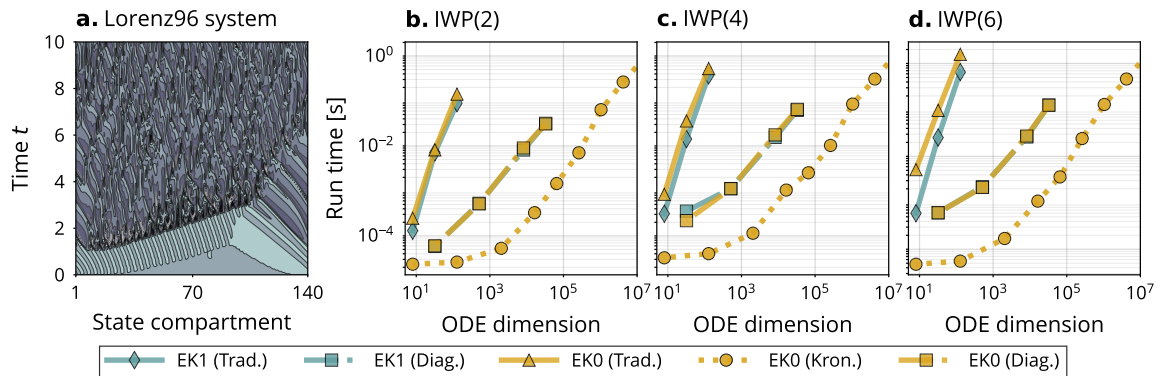 a. Lorenz96 system
b. IWP(2)
c. IWP(4)
d. IWP(6)
Time t
10
8
6
4
2
0
1
70
140
State compartment
Run time [s]
10⁰
10⁻²
10⁻⁴
10¹
10³
10⁵
10⁷
ODE dimension
10¹
10³
10⁵
10⁷
ODE dimension
10¹
10³
10⁵
10⁷
ODE dimension
EK1 (Trad.)
EK1 (Diag.)
EK0 (Trad.)
EK0 (Kron.)
EK0 (Diag.)